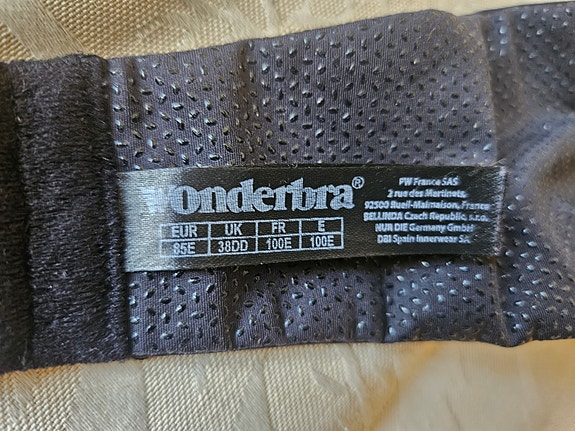 wonderbra®
EUR UK FR E
85E 38DD 100E 100E
PW France SAS
2 rue des Martinets,
92500 Rueil-Malmaison, France
BELLINDA Czech Republic, s.r.o.
NUR DIE Germany GmbH
DBI Spain Innerwear SA